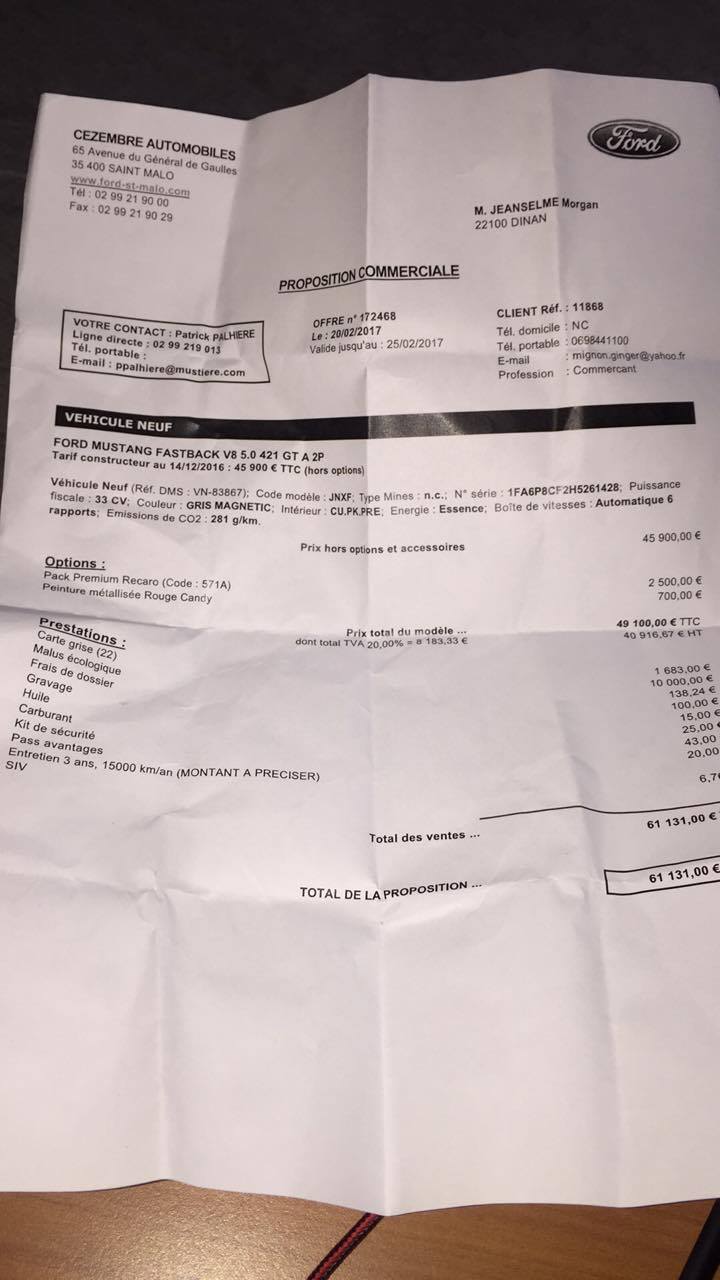 CEZEMBRE AUTOMOBILES
65 Avenue du Général de Gaulles
35 400 SAINT MALO
www.ford-st-malo.com
Tél : 02 99 21 90 00
Fax : 02 99 21 90 29
Ford
M. JEANSELME Morgan
22100 DINAN
PROPOSITION COMMERCIALE
VOTRE CONTACT : Patrick PALHIERE
Ligne directe : 02 99 219 013
Tél. portable :
E-mail : ppalhiere@mustiere.com
OFFRE n° 172468
Le : 20/02/2017
Valide jusqu'au : 25/02/2017
CLIENT Réf. : 11868
Tél. domicile : NC
Tél. portable : 0698441100
E-mail : mignon.ginger@yahoo.fr
Profession : Commercant
VEHICULE NEUF
FORD MUSTANG FASTBACK V8 5.0 421 GT A 2P
Tarif constructeur au 14/12/2016 : 45 900 € TTC (hors options)
Véhicule Neuf (Réf. DMS : VN-83867); Code modèle : JNXF; Type Mines : n.c.; N° série : 1FA6P8CF2H5261428; Puissance
fiscale : 33 CV; Couleur : GRIS MAGNETIC; Intérieur : CU.PK.PRE; Energie : Essence; Boîte de vitesses : Automatique 6
rapports; Emissions de CO2 : 281 g/km.
Prix hors options et accessoires 45 900,00 €
Options :
Pack Premium Recaro (Code : 571A) 2 500,00 €
Peinture métallisée Rouge Candy 700,00 €
Prix total du modèle ... 49 100,00 € TTC
dont total TVA 20,00% = 8 183,33 € 40 916,67 € HT
Prestations :
Carte grise (22) 1 683,00 €
Malus écologique 10 000,00 €
Frais de dossier 138,24 €
Gravage 100,00 €
Huile 15,00 €
Carburant 25,00 €
Kit de sécurité 43,00
Pass avantages 20,00
Entretien 3 ans, 15000 km/an (MONTANT A PRECISER)
SIV 6,76
Total des ventes ... 61 131,00 €
TOTAL DE LA PROPOSITION ... 61 131,00 €